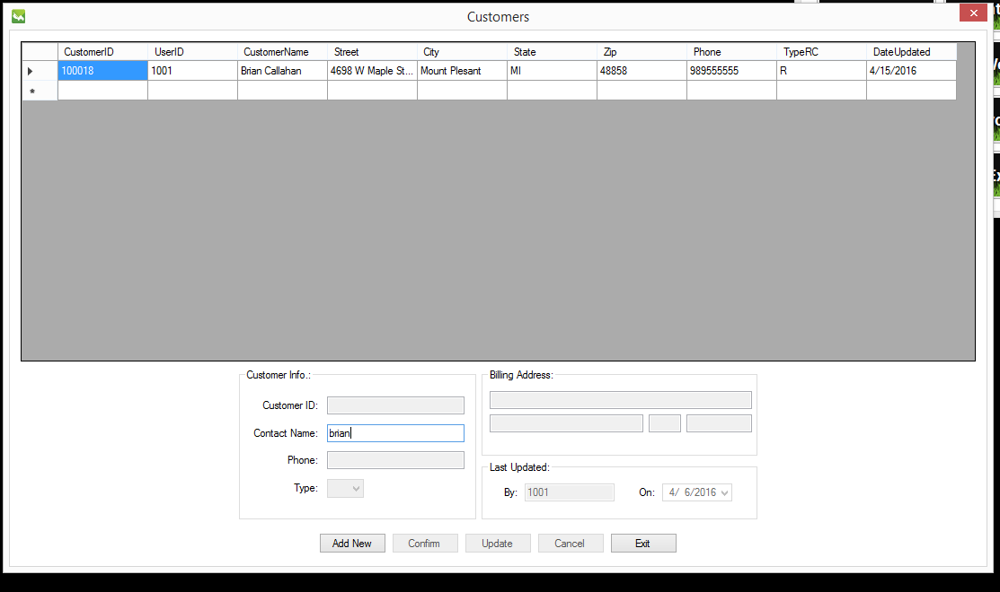 Customers
CustomerID UserID CustomerName Street City State Zip Phone TypeRC DateUpdated
100018 1001 Brian Callahan 4698 W Maple St... Mount Plesant MI 48858 989555555 R 4/15/2016
*
Customer Info.:
Customer ID:
Contact Name: brian
Phone:
Type:
Billing Address:
Last Updated:
By: 1001 On: 4/ 6/2016
Add New Confirm Update Cancel Exit